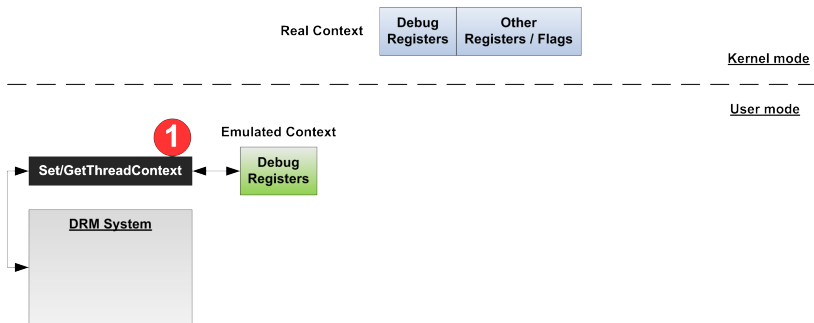 Real Context
Debug
Registers
Other
Registers / Flags
Kernel mode
User mode
1
Emulated Context
Set/GetThreadContext
Debug
Registers
DRM System